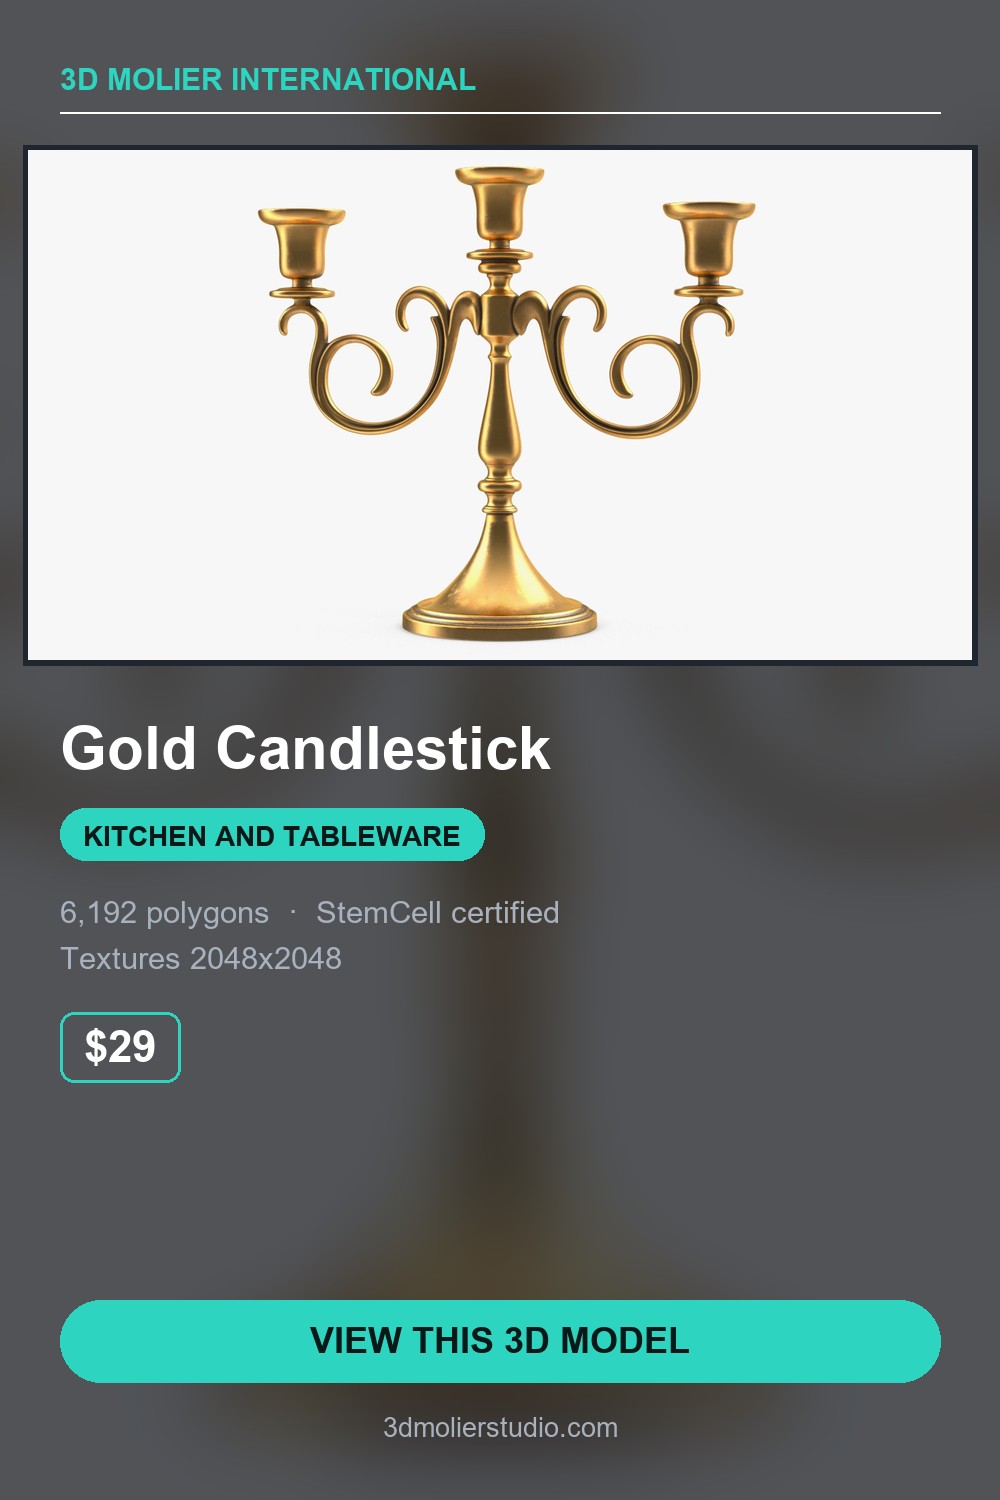 3D MOLIER INTERNATIONAL
Gold Candlestick
KITCHEN AND TABLEWARE
6,192 polygons · StemCell certified
Textures 2048x2048
$29
VIEW THIS 3D MODEL
3dmolierstudio.com